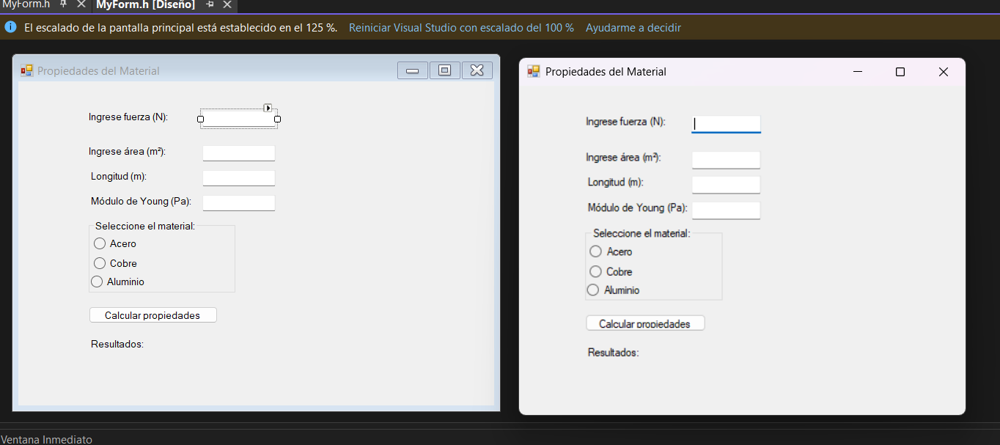 MyForm.h MyForm.h [Diseño]
El escalado de la pantalla principal está establecido en el 125 %. Reiniciar Visual Studio con escalado del 100 % Ayudarme a decidir
Propiedades del Material
Ingrese fuerza (N):
Ingrese área (m²):
Longitud (m):
Módulo de Young (Pa):
Seleccione el material:
Acero
Cobre
Aluminio
Calcular propiedades
Resultados:
Propiedades del Material
Ingrese fuerza (N):
Ingrese área (m²):
Longitud (m):
Módulo de Young (Pa):
Seleccione el material:
Acero
Cobre
Aluminio
Calcular propiedades
Resultados:
Ventana Inmediato